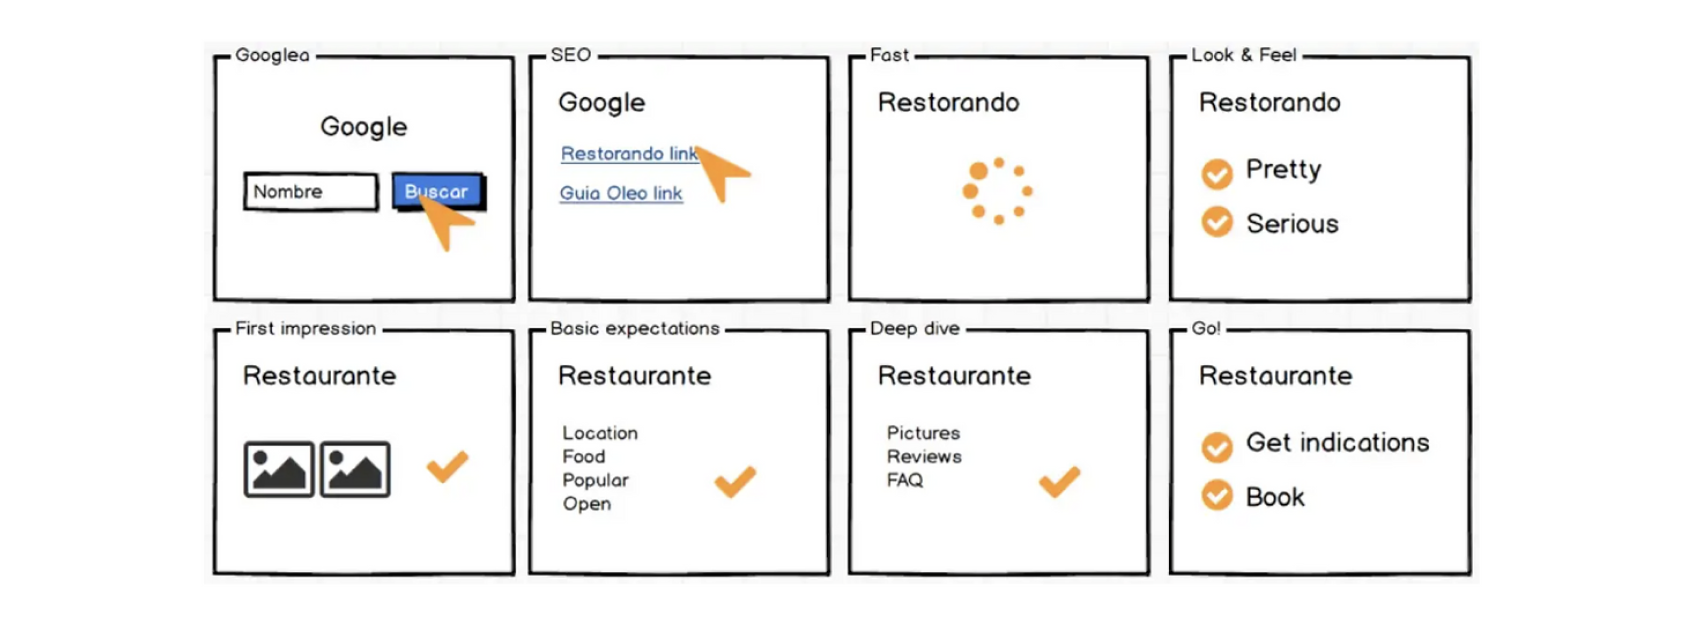 Googlea
Google
Nombre
Buscar
SEO
Google
Restorando link
Guia Oleo link
Fast
Restorando
Look & Feel
Restorando
Pretty
Serious
First impression
Restaurante
Basic expectations
Restaurante
Location
Food
Popular
Open
Deep dive
Restaurante
Pictures
Reviews
FAQ
Go!
Restaurante
Get indications
Book